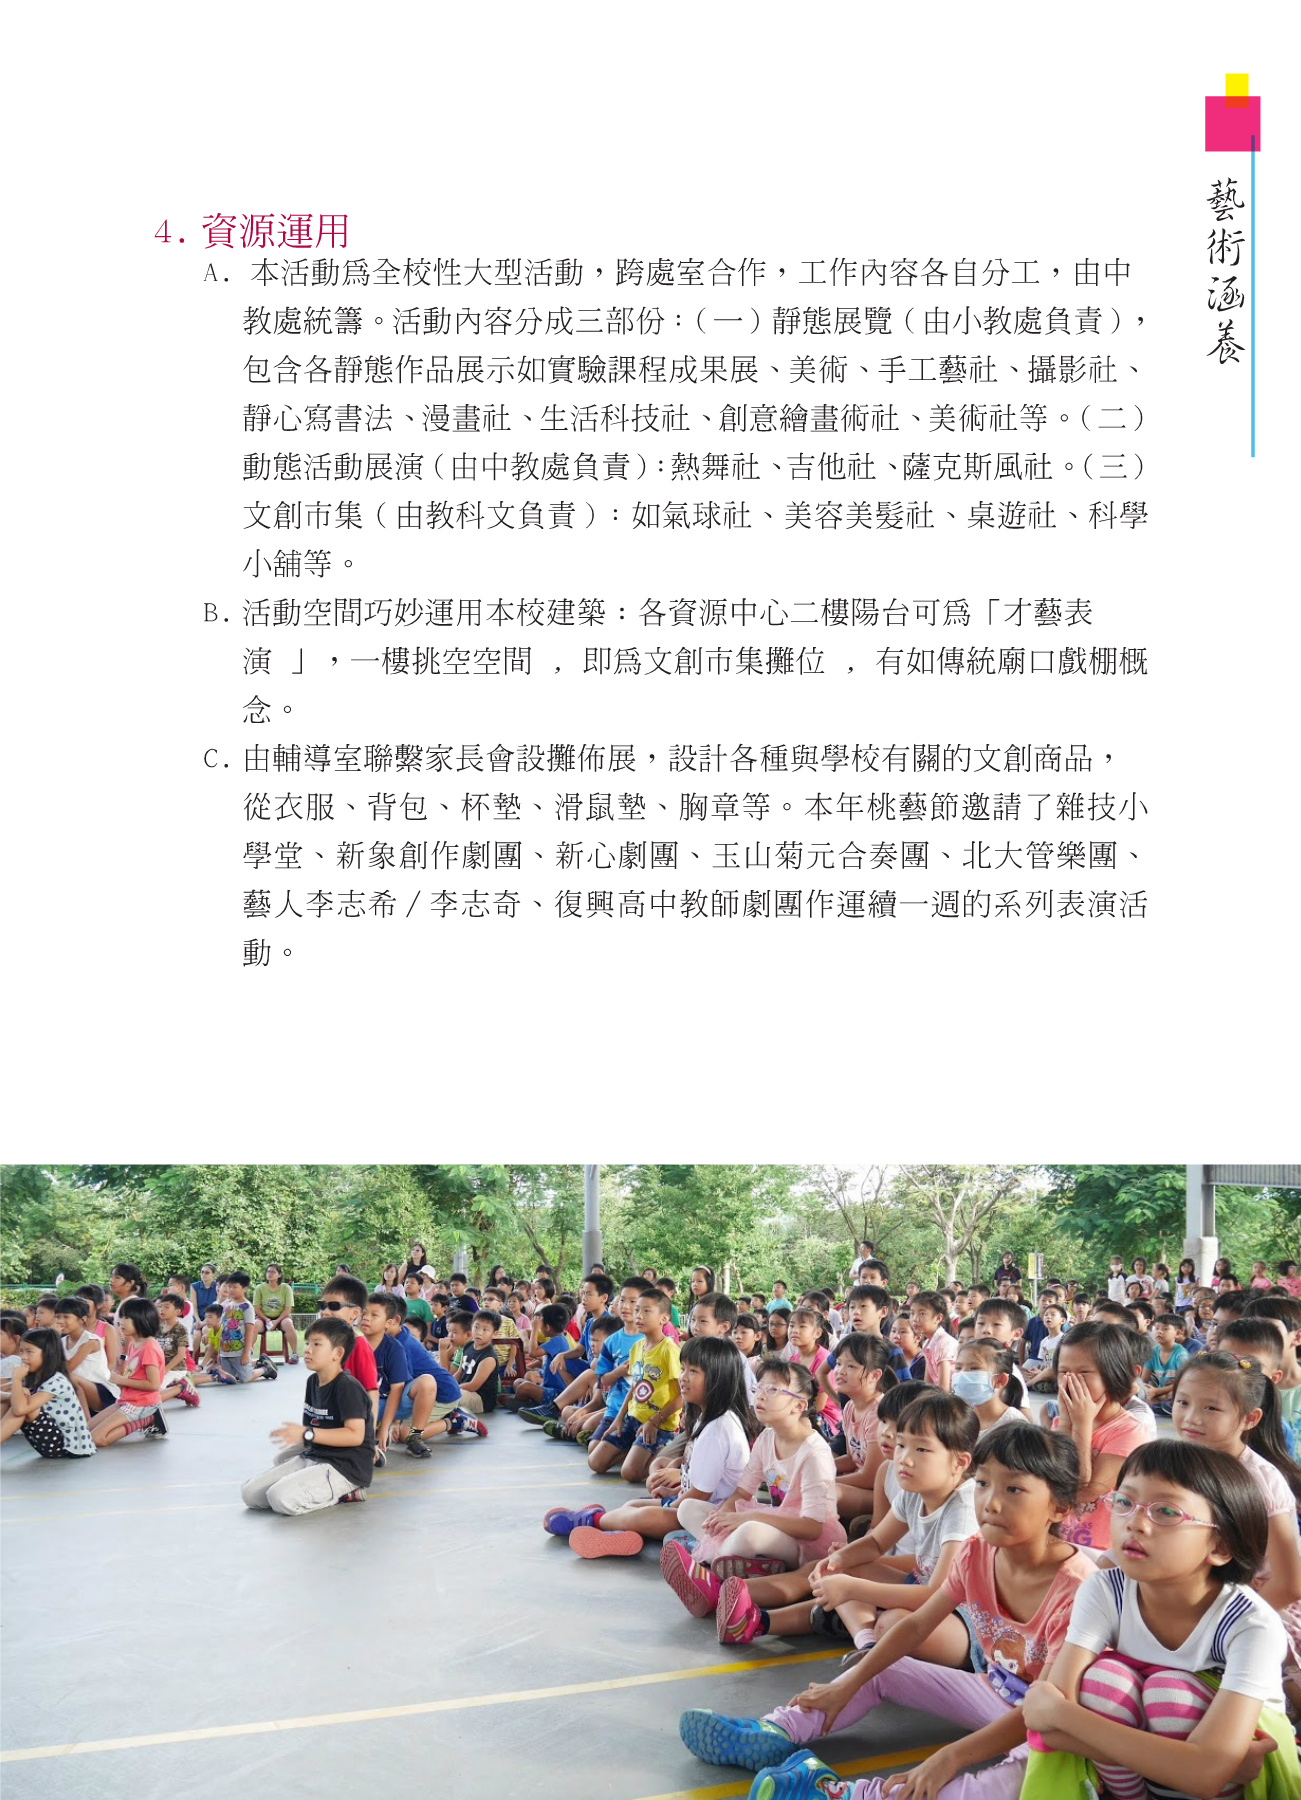 藝術涵養
4. 資源運用
A. 本活動為全校性大型活動，跨處室合作，工作內容各自分工，由中
教處統籌。活動內容分成三部份：（一）靜態展覽（由小教處負責），
包含各靜態作品展示如實驗課程成果展、美術、手工藝社、攝影社、
靜心寫書法、漫畫社、生活科技社、創意繪畫術社、美術社等。（二）
動態活動展演（由中教處負責）：熱舞社、吉他社、薩克斯風社。（三）
文創市集（由教科文負責）：如氣球社、美容美髮社、桌遊社、科學
小舖等。
B. 活動空間巧妙運用本校建築：各資源中心二樓陽台可為「才藝表
演 」，一樓挑空空間 , 即為文創市集攤位 , 有如傳統廟口戲棚概
念。
C. 由輔導室聯繫家長會設攤佈展，設計各種與學校有關的文創商品，
從衣服、背包、杯墊、滑鼠墊、胸章等。本年桃藝節邀請了雜技小
學堂、新象創作劇團、新心劇團、玉山菊元合奏團、北大管樂團、
藝人李志希／李志奇、復興高中教師劇團作運續一週的系列表演活
動。